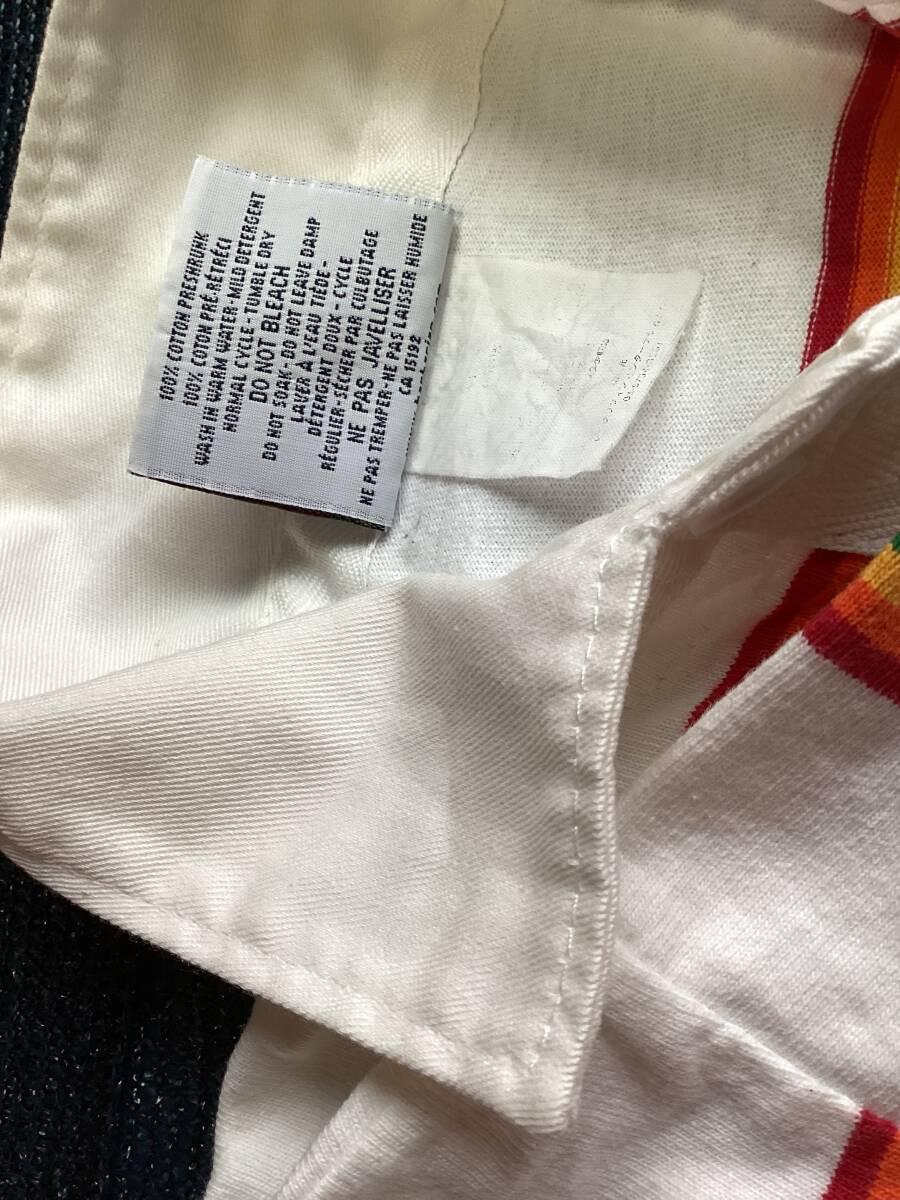 100% COTTON PRESHRUNK
100% COTON PRÉ-RÉTRÉCI
WASH IN WARM WATER-MILD DETERGENT
NORMAL CYCLE-TUMBLE DRY
DO NOT BLEACH
DO NOT SOAK-DO NOT LEAVE DAMP
LAVER À L'EAU TIÈDE-
DÉTERGENT DOUX - CYCLE
RÉGULIER-SÉCHER PAR CULBUTAGE
NE PAS JAVELLISER
NE PAS TREMPER-NE PAS LAISSER HUMIDE
CA 15192